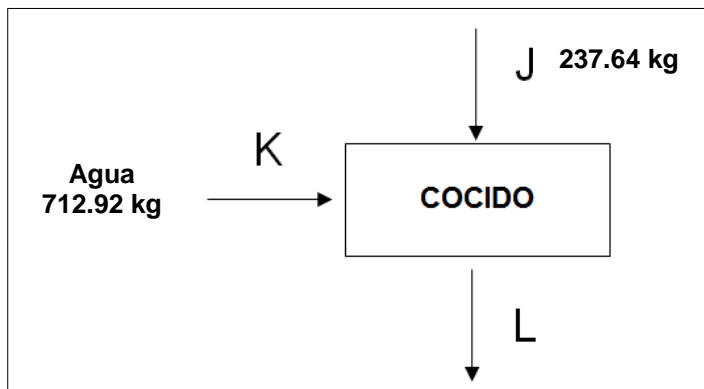 J 237.64 kg
K
Agua
712.92 kg
COCIDO
L